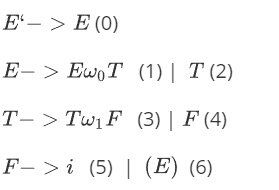 E‘−> E (0)
E−> Eω₀T (1) | T (2)
T−> Tω₁F (3) | F (4)
F−> i (5) | (E) (6)